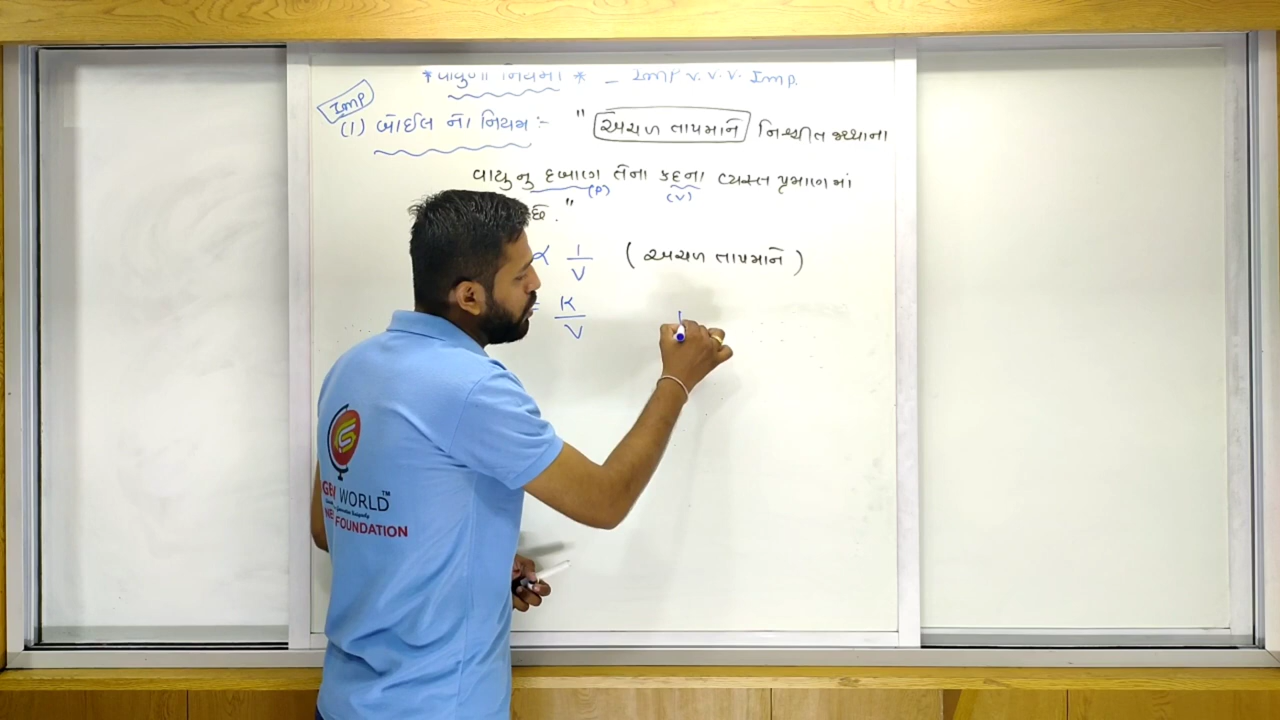 * વાયુના નિયમો * - Imp v. v. v. Imp.
Imp
(1) બોઈલ નો નિયમ :- " અચળ તાપમાને નિશ્ચીત જથ્થાના
વાયુનુ દબાણ તેના કદના વ્યસ્ત પ્રમાણમાં
(P) (V)
છે."
∝ 1/V (અચળ તાપમાને)
= K/V
WORLD™
FOUNDATION